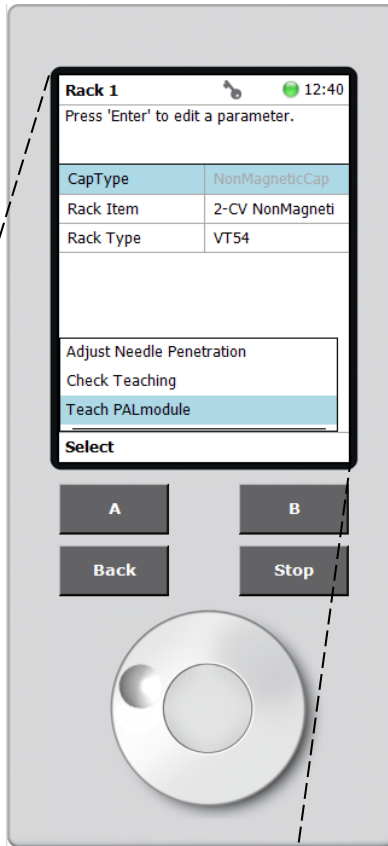 Rack 1 12:40
Press 'Enter' to edit a parameter.
CapType NonMagneticCap
Rack Item 2-CV NonMagneti
Rack Type VT54
Adjust Needle Penetration
Check Teaching
Teach PALmodule
Select
A B
Back Stop